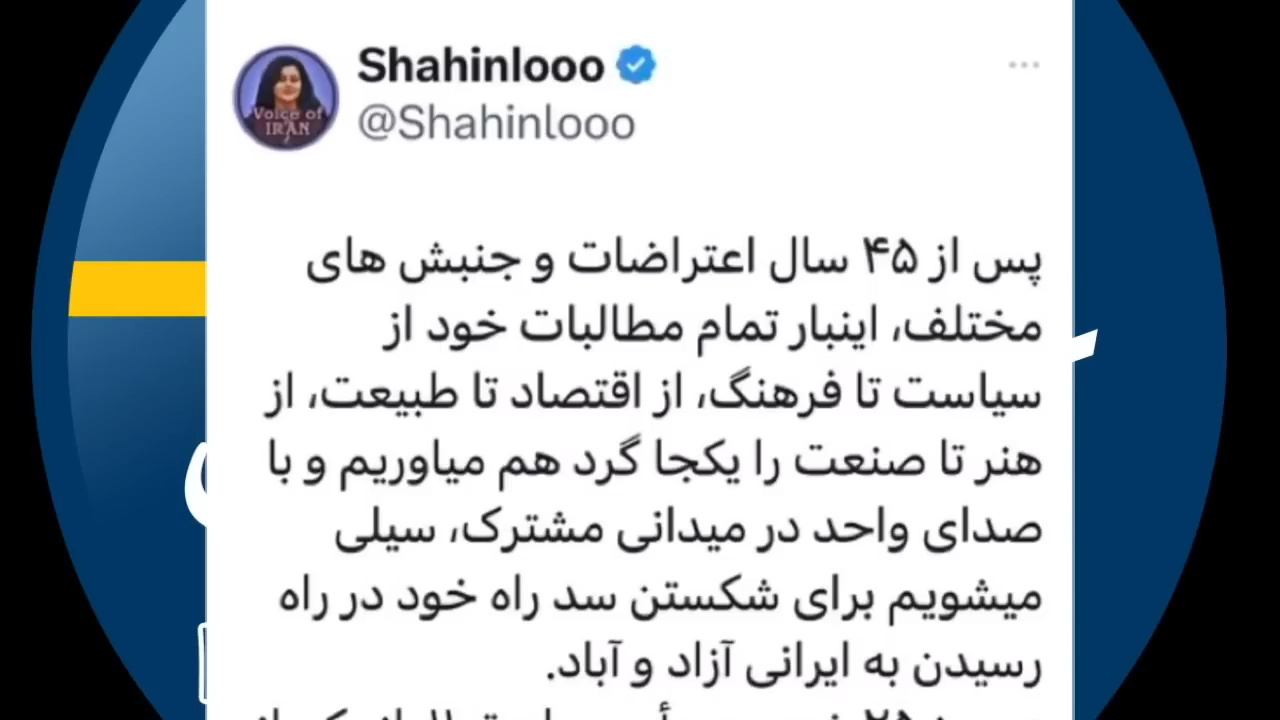 Shahinlooo
@Shahinlooo
Voice of
IRAN
پس از ۴۵ سال اعتراضات و جنبش های
مختلف، اینبار تمام مطالبات خود از
سیاست تا فرهنگ، از اقتصاد تا طبیعت، از
هنر تا صنعت را یکجا گرد هم میاوریم و با
صدای واحد در میدانی مشترک، سیلی
میشویم برای شکستن سد راه خود در راه
رسیدن به ایرانی آزاد و آباد.